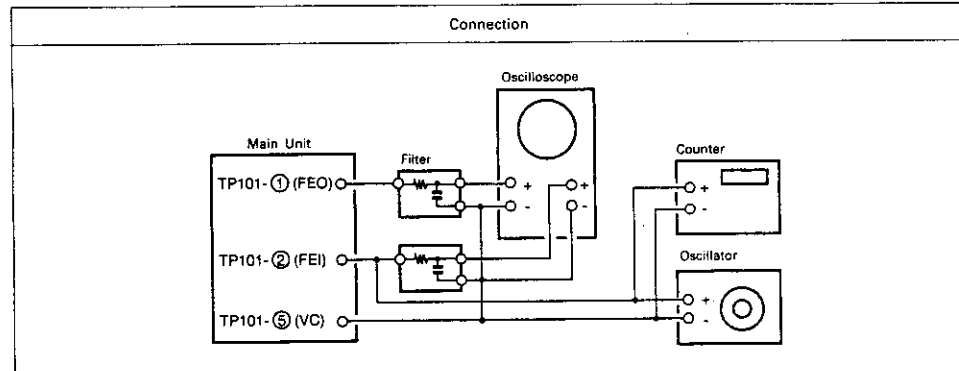 Connection
Oscilloscope
Main Unit
Filter
Counter
TP101-① (FEO)
+ +
- -
+
-
TP101-② (FEI)
Oscillator
+
-
TP101-⑤ (VC)